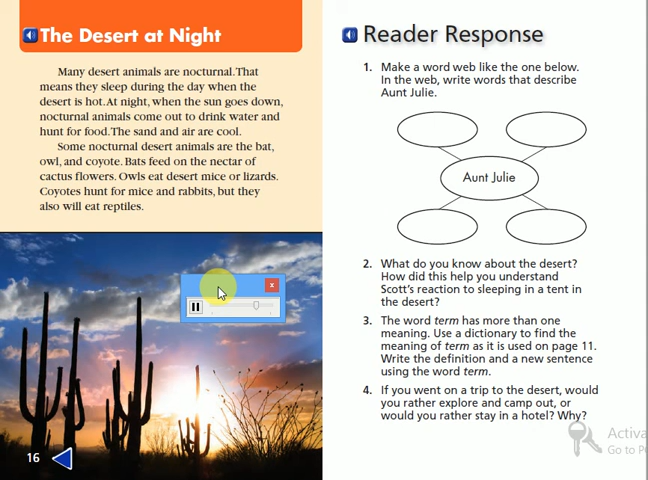 The Desert at Night
Many desert animals are nocturnal. That
means they sleep during the day when the
desert is hot. At night, when the sun goes down,
nocturnal animals come out to drink water and
hunt for food. The sand and air are cool.
Some nocturnal desert animals are the bat,
owl, and coyote. Bats feed on the nectar of
cactus flowers. Owls eat desert mice or lizards.
Coyotes hunt for mice and rabbits, but they
also will eat reptiles.
x
16
Reader Response
1. Make a word web like the one below.
In the web, write words that describe
Aunt Julie.
Aunt Julie
2. What do you know about the desert?
How did this help you understand
Scott's reaction to sleeping in a tent in
the desert?
3. The word term has more than one
meaning. Use a dictionary to find the
meaning of term as it is used on page 11.
Write the definition and a new sentence
using the word term.
4. If you went on a trip to the desert, would
you rather explore and camp out, or
would you rather stay in a hotel? Why?
Activa
Go to P